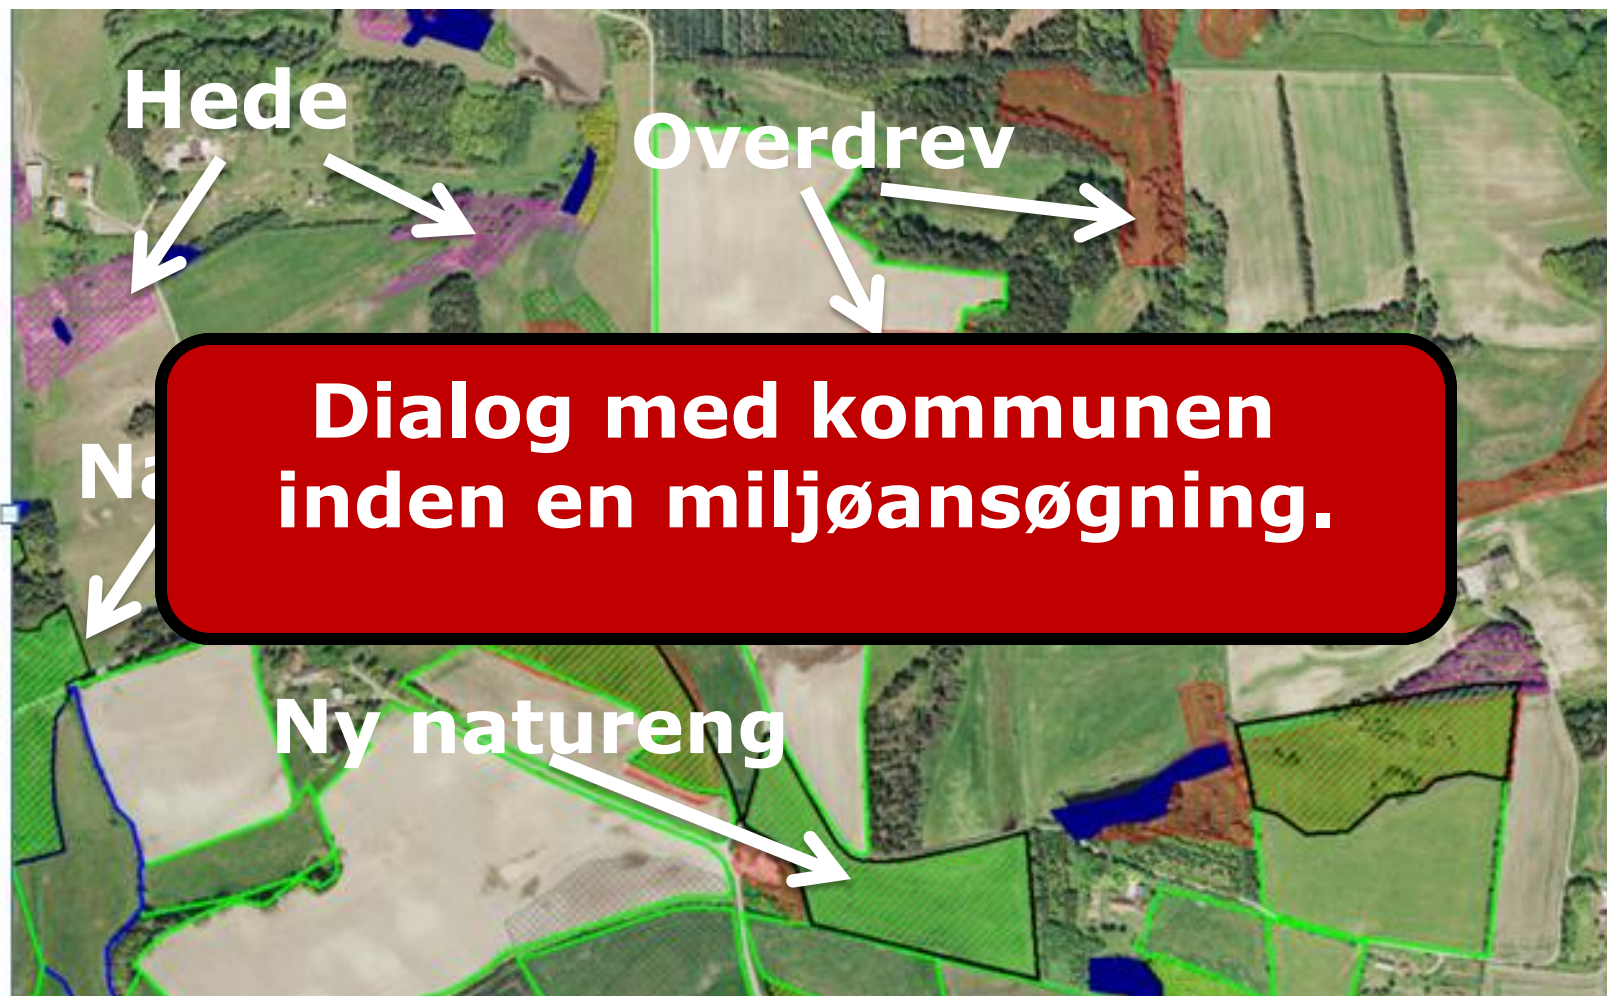 Hede
Overdrev
Dialog med kommunen
inden en miljøansøgning.
Ny natureng